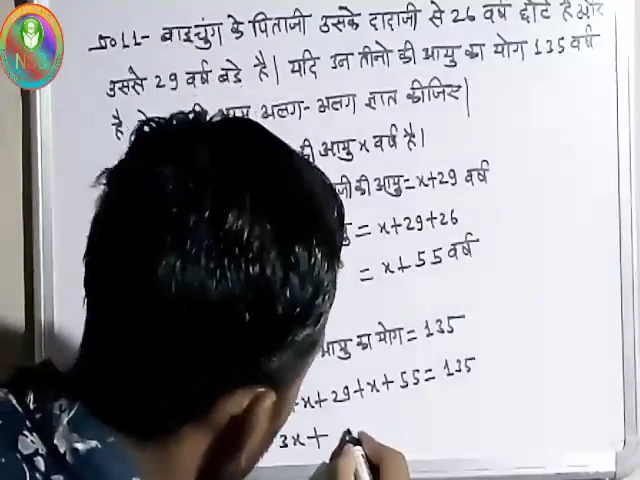 प्र०11- बाइचुंग के पिताजी उसके दादाजी से 26 वर्ष छोटे हैं और
उससे 29 वर्ष बड़े है। यदि उन तीनो की आयु का योग 135 वर्ष
है अलग-अलग ज्ञात कीजिए।
की आयु x वर्ष है।
की आयु = x+29 वर्ष
= x+29+26
= x+55 वर्ष
आयु का योग = 135
+x+29+x+55=135
3x+